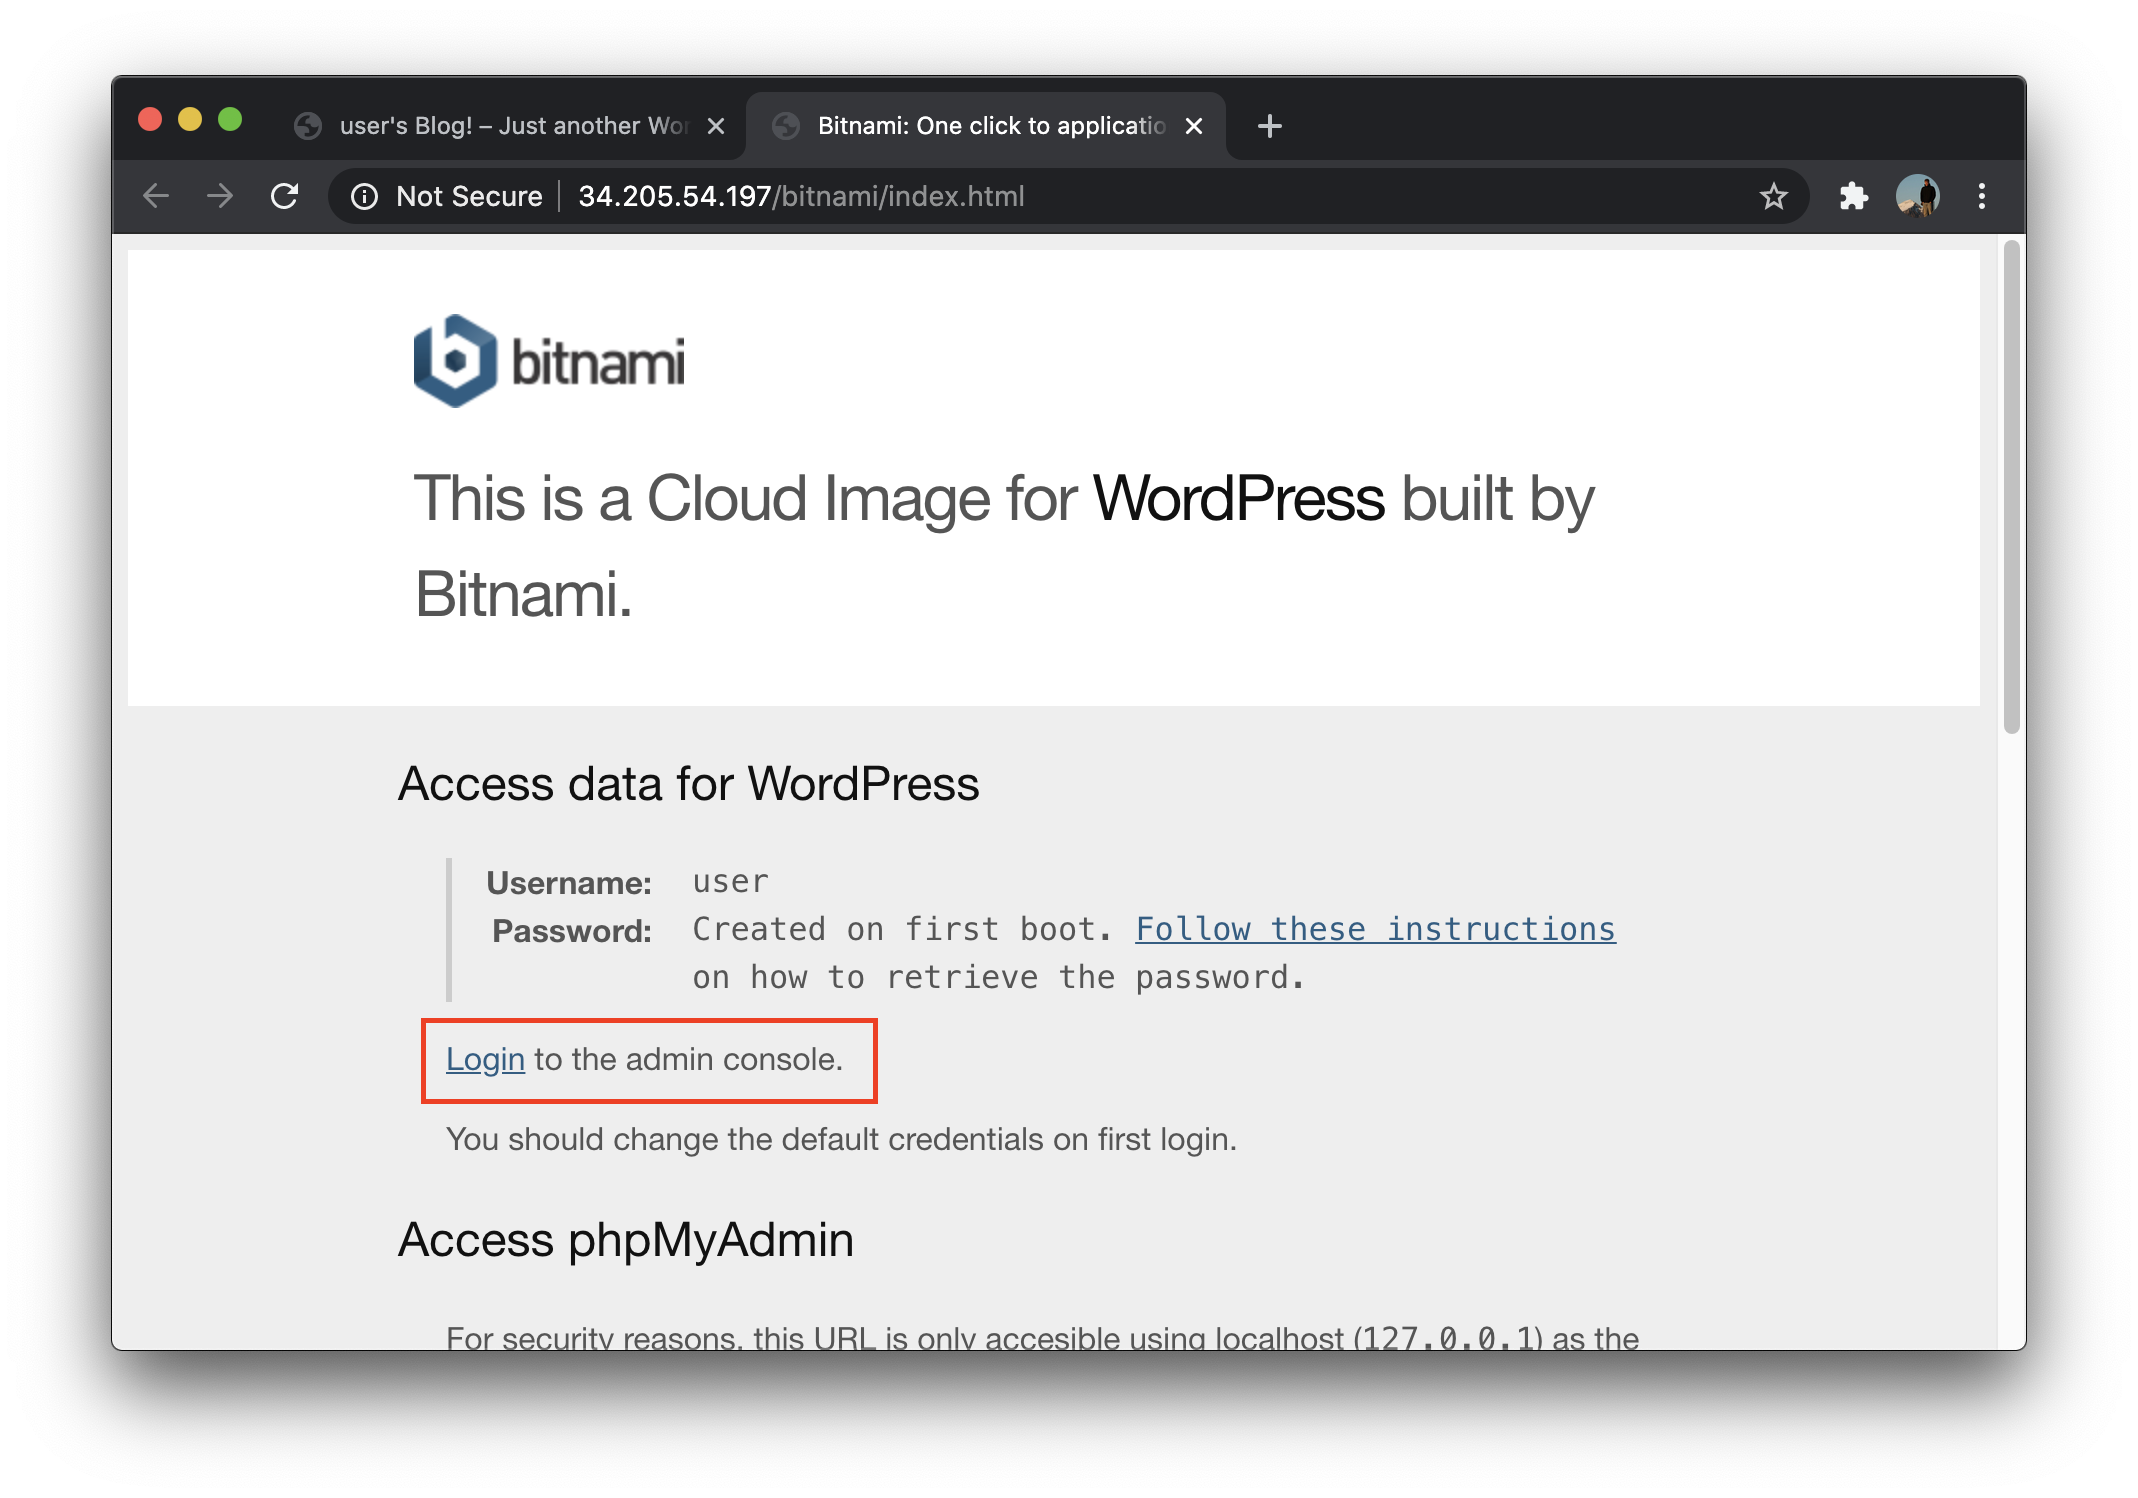 user's Blog! – Just another Wor
Bitnami: One click to applicatio
Not Secure 34.205.54.197/bitnami/index.html
bitnami
This is a Cloud Image for WordPress built by
Bitnami.
Access data for WordPress
Username: user
Password: Created on first boot. Follow these instructions
on how to retrieve the password.
Login to the admin console.
You should change the default credentials on first login.
Access phpMyAdmin
For security reasons, this URL is only accesible using localhost (127.0.0.1) as the